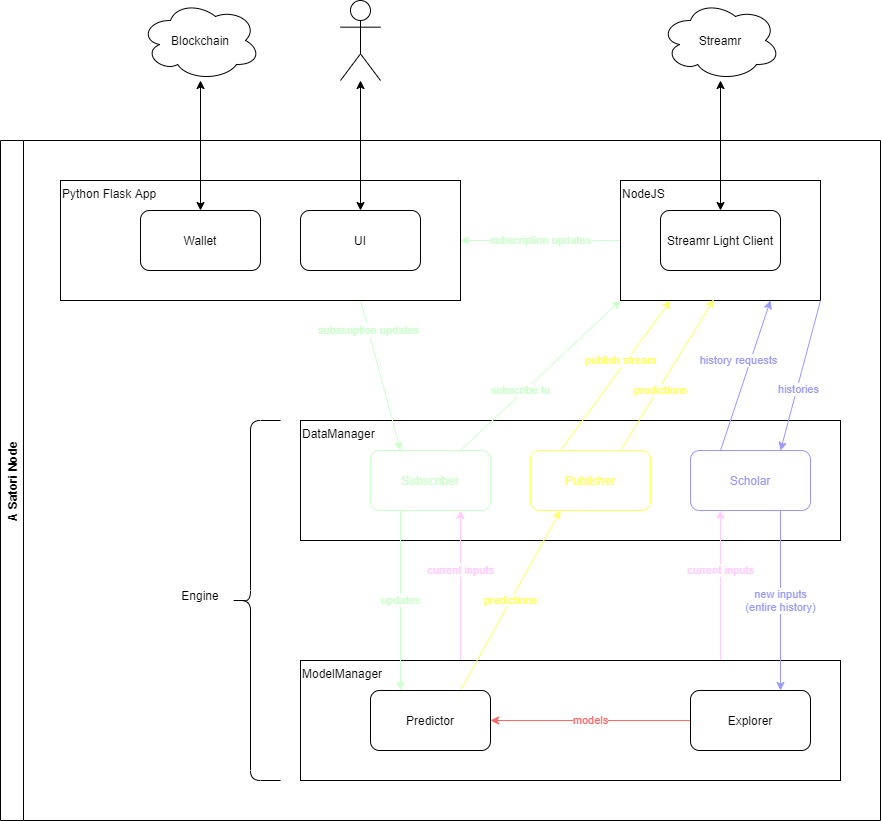 Blockchain
Streamr
Python Flask App
NodeJS
Wallet
UI
Streamr Light Client
subscription updates
subscription updates
publish stream
history requests
subscribe to
predictions
histories
DataManager
Subscriber
Publisher
Scholar
A Satori Node
current inputs
current inputs
Engine
updates
predictions
new inputs
(entire history)
ModelManager
Predictor
models
Explorer